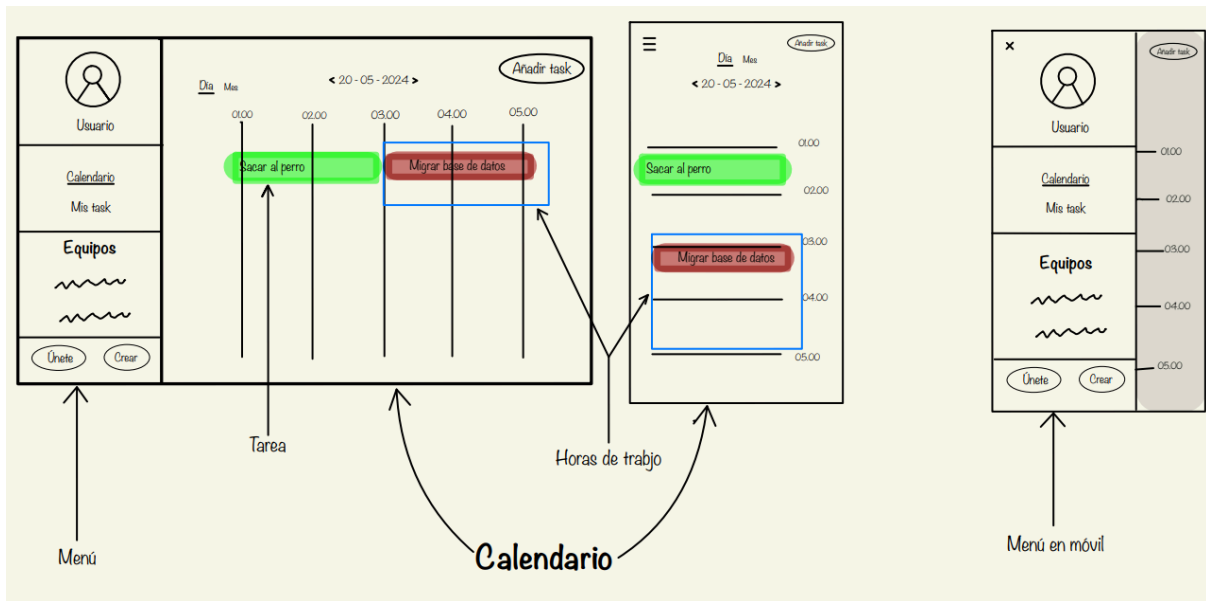 Usuario
Calendario
Mis task
Equipos
Únete
Crear
Día
Mes
< 20 - 05 - 2024 >
Añadir task
01:00
02.00
03.00
04.00
05.00
Sacar al perro
Migrar base de datos
Añadir task
Día
Mes
< 20 - 05 - 2024 >
01.00
Sacar al perro
02.00
03.00
Migrar base de datos
04.00
05.00
×
Usuario
Calendario
Mis task
Equipos
Únete
Crear
Añadir task
01.00
02.00
03.00
04.00
05.00
Menú
Tarea
Horas de trabjo
Calendario
Menú en móvil